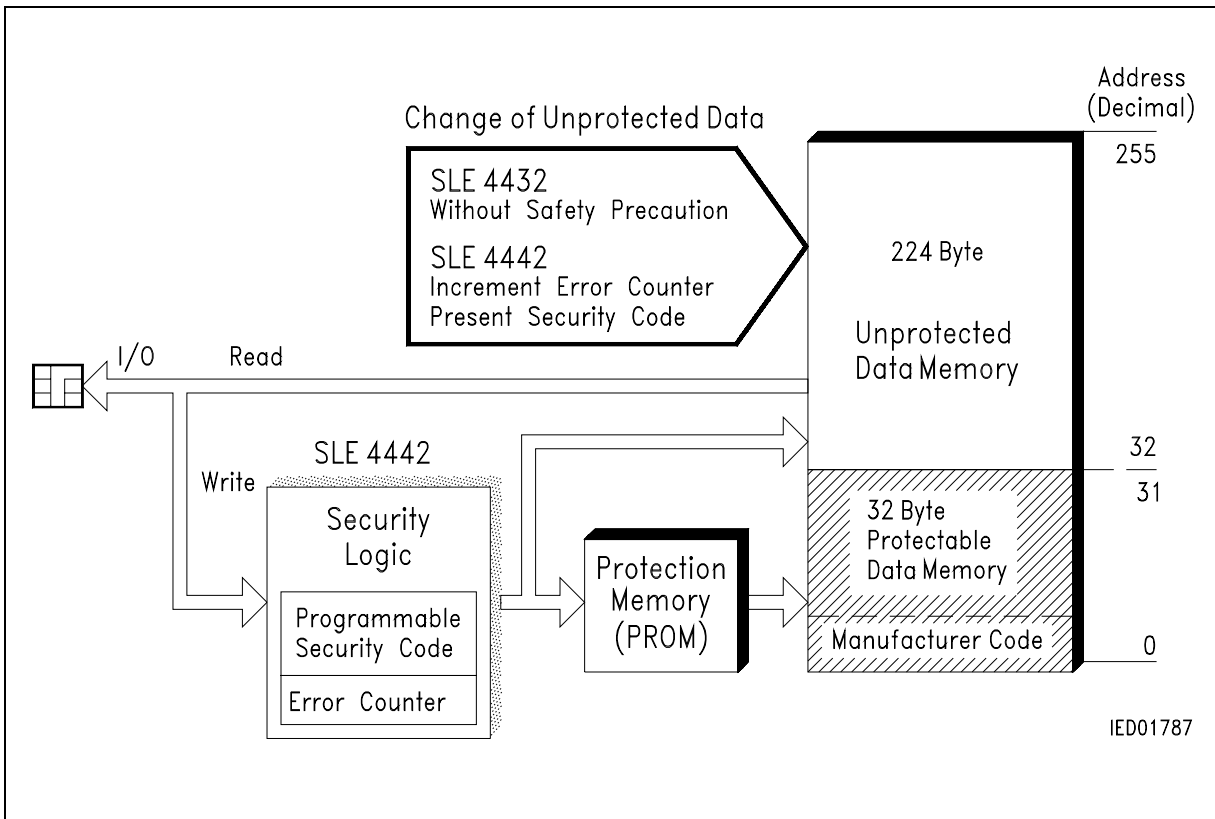 Address
(Decimal)
Change of Unprotected Data
255
SLE 4432
Without Safety Precaution
SLE 4442
Increment Error Counter
Present Security Code
224 Byte
Unprotected
Data Memory
I/O
Read
32
31
SLE 4442
Write
Security
Logic
Programmable
Security Code
Error Counter
Protection
Memory
(PROM)
32 Byte
Protectable
Data Memory
Manufacturer Code
0
IED01787